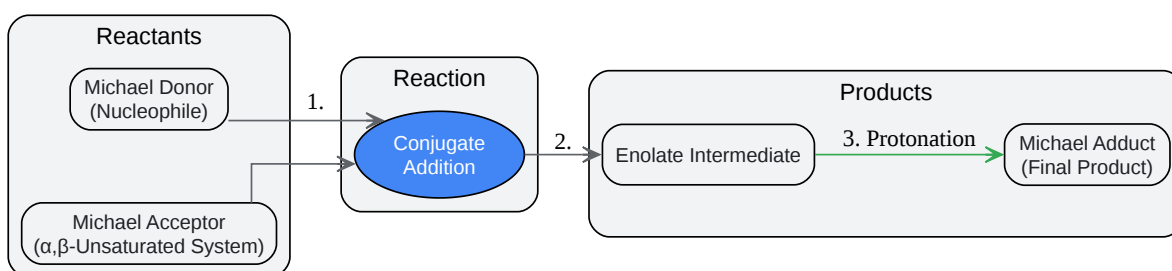 Reactants
Michael Donor
(Nucleophile)
1.
Michael Acceptor
(α,β-Unsaturated System)
Reaction
Conjugate
Addition
2.
Products
Enolate Intermediate
3. Protonation
Michael Adduct
(Final Product)